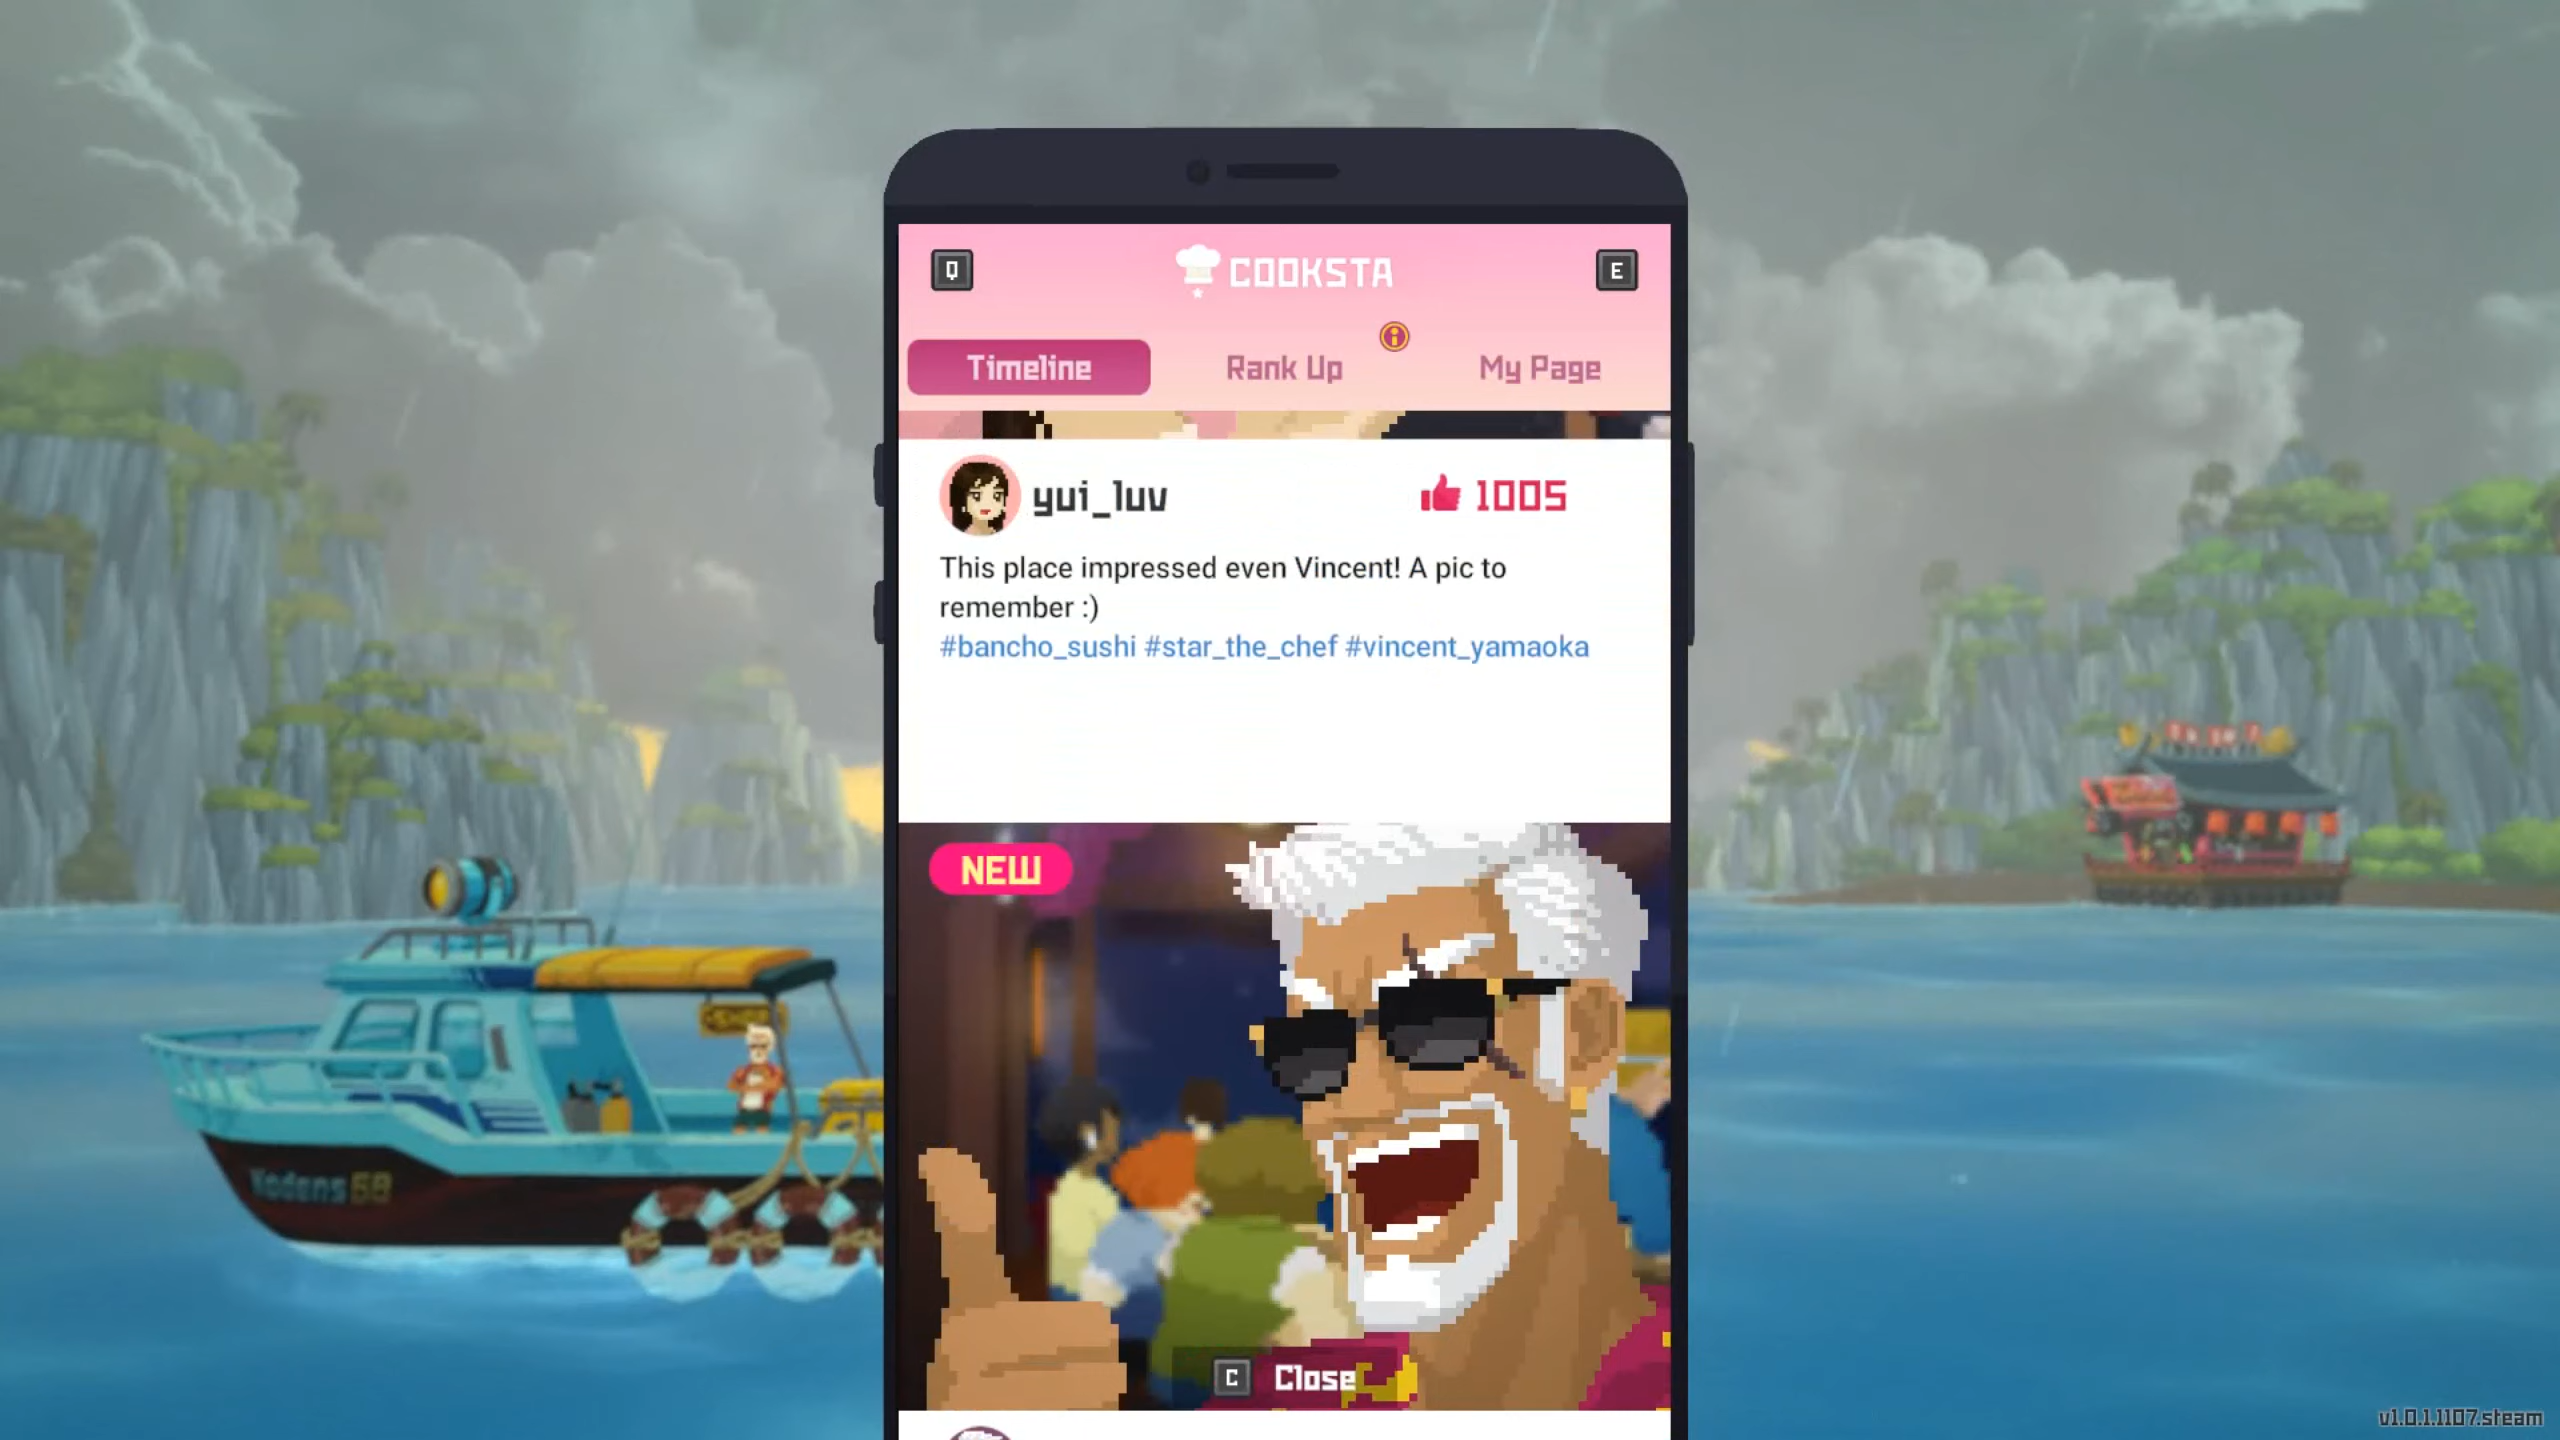 Q
COOKSTA
E
Timeline
Rank Up
My Page
yui_luv
1005
This place impressed even Vincent! A pic to
remember :)
#bancho_sushi #star_the_chef #vincent_yamaoka
NEW
C Close
v1.0.1.1107.steam